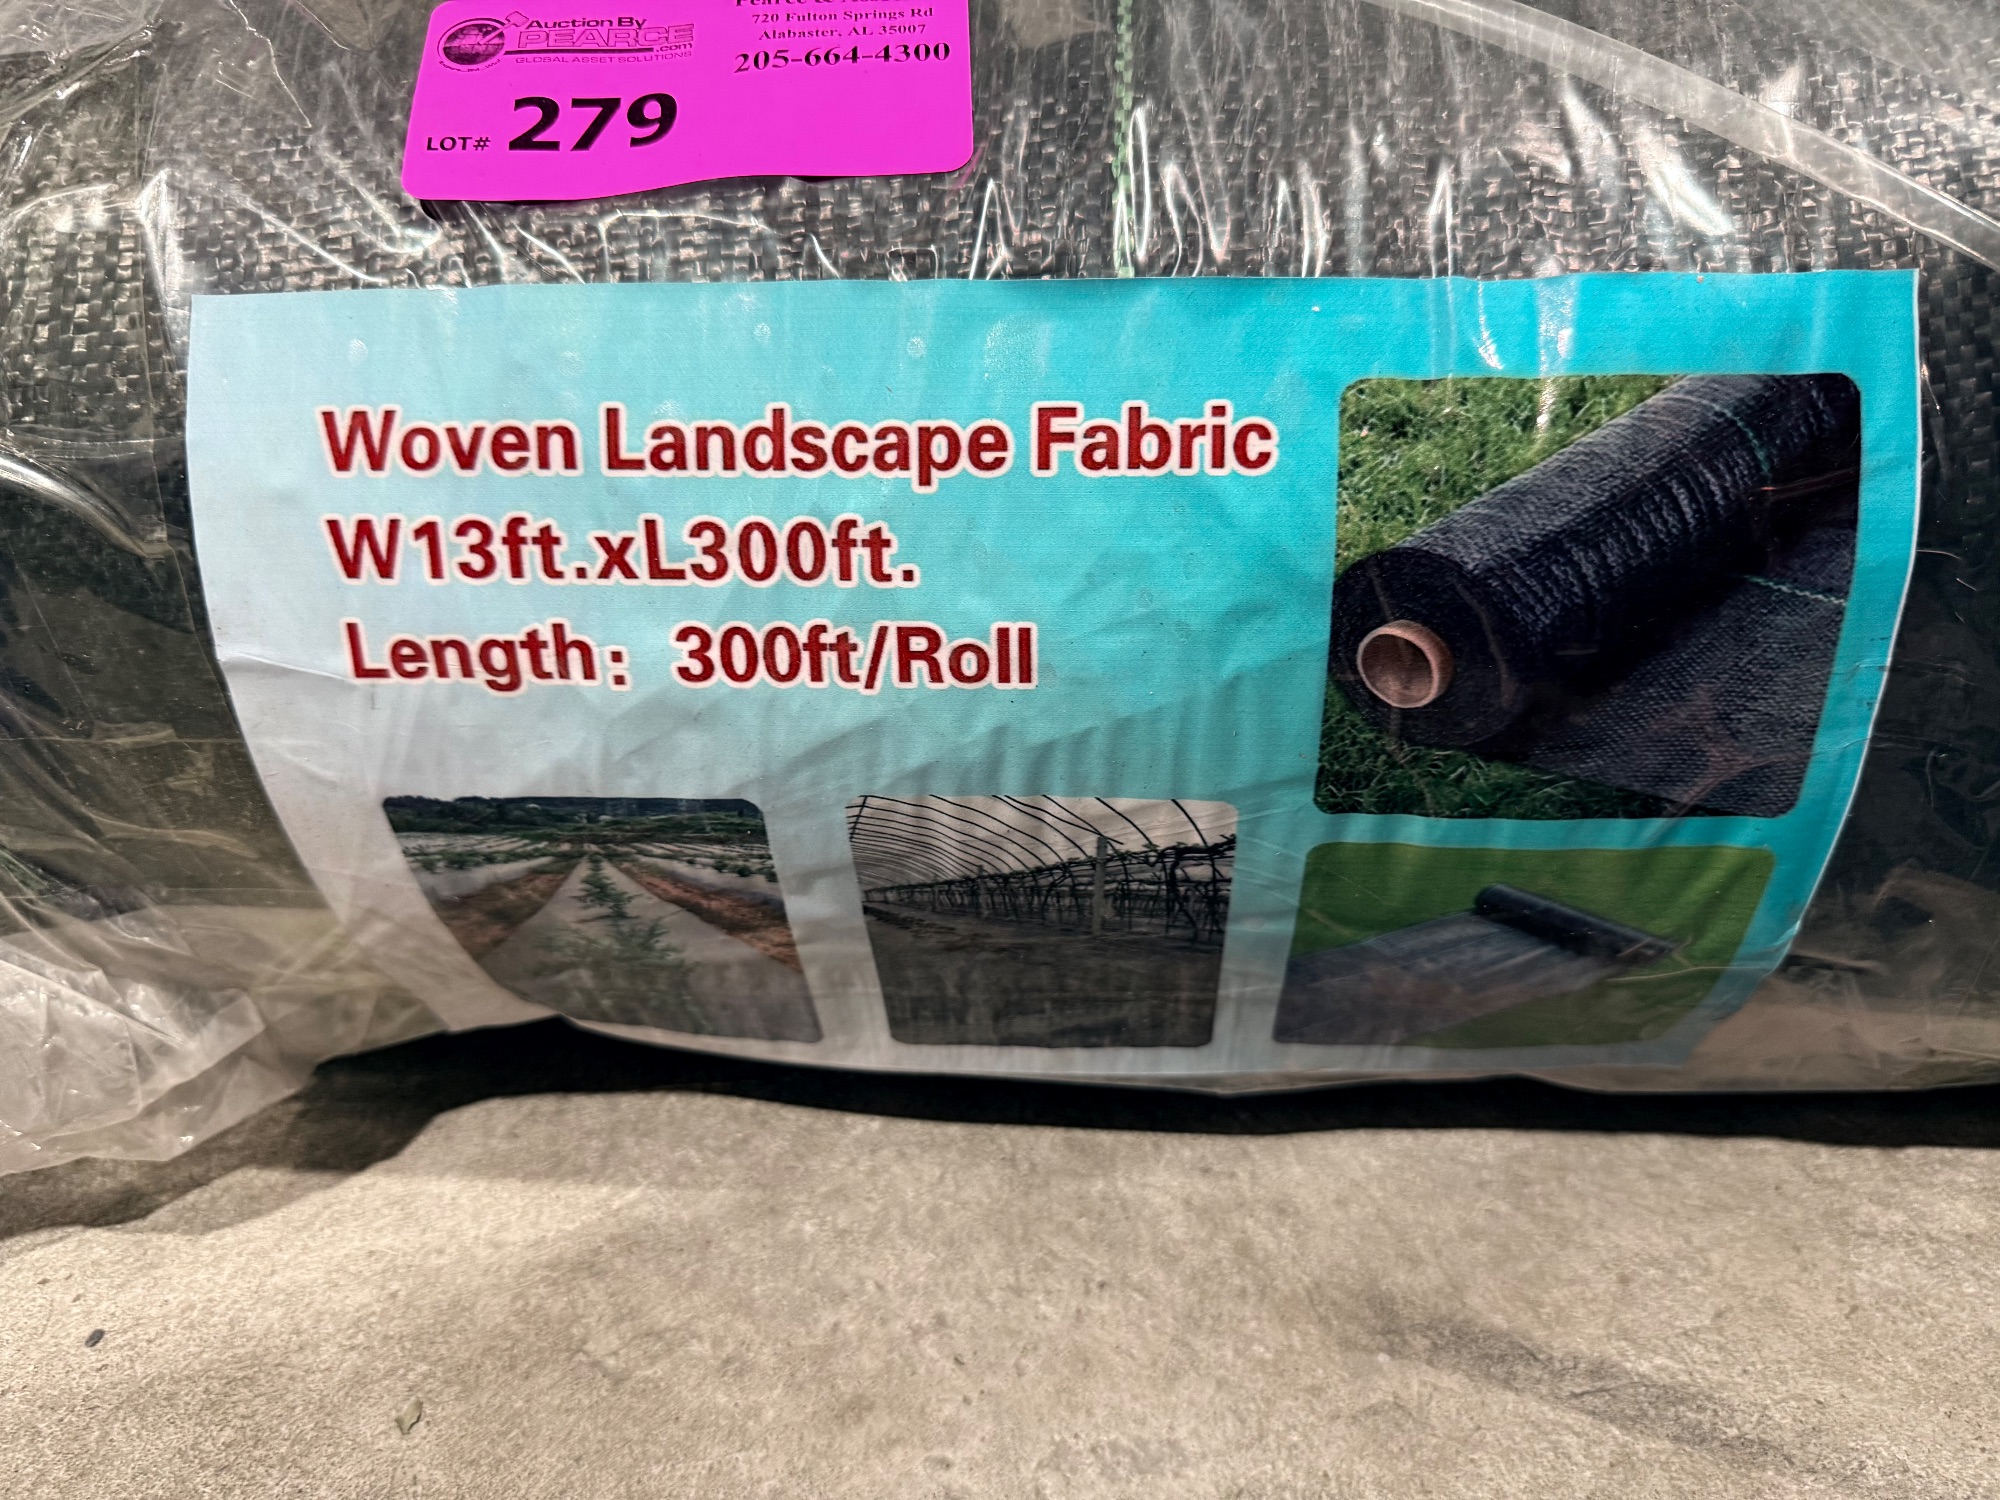 Auction By
PEARCE
.com
GLOBAL ASSET SOLUTIONS
720 Fulton Springs Rd
Alabaster, AL 35007
205-664-4300
LOT# 279
Woven Landscape Fabric
W13ft.xL300ft.
Length: 300ft/Roll